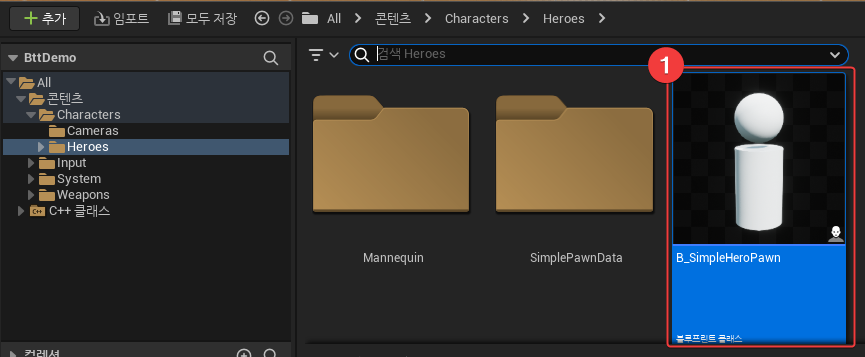 추가
임포트
모두 저장
All
콘텐츠
Characters
Heroes
BttDemo
All
콘텐츠
Characters
Cameras
Heroes
Input
System
Weapons
C++ 클래스
컬렉션
검색 Heroes
1
Mannequin
SimplePawnData
B_SimpleHeroPawn
블루프린트 클래스